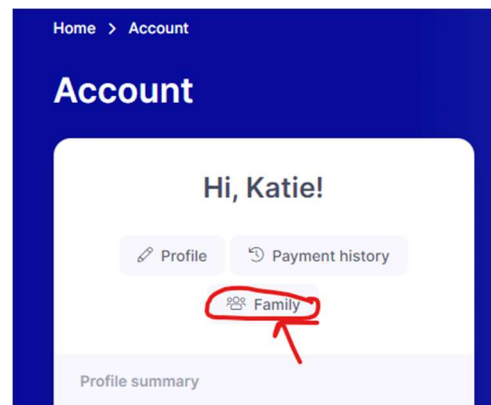 Home > Account
Account
Hi, Katie!
Profile
Payment history
Family
Profile summary